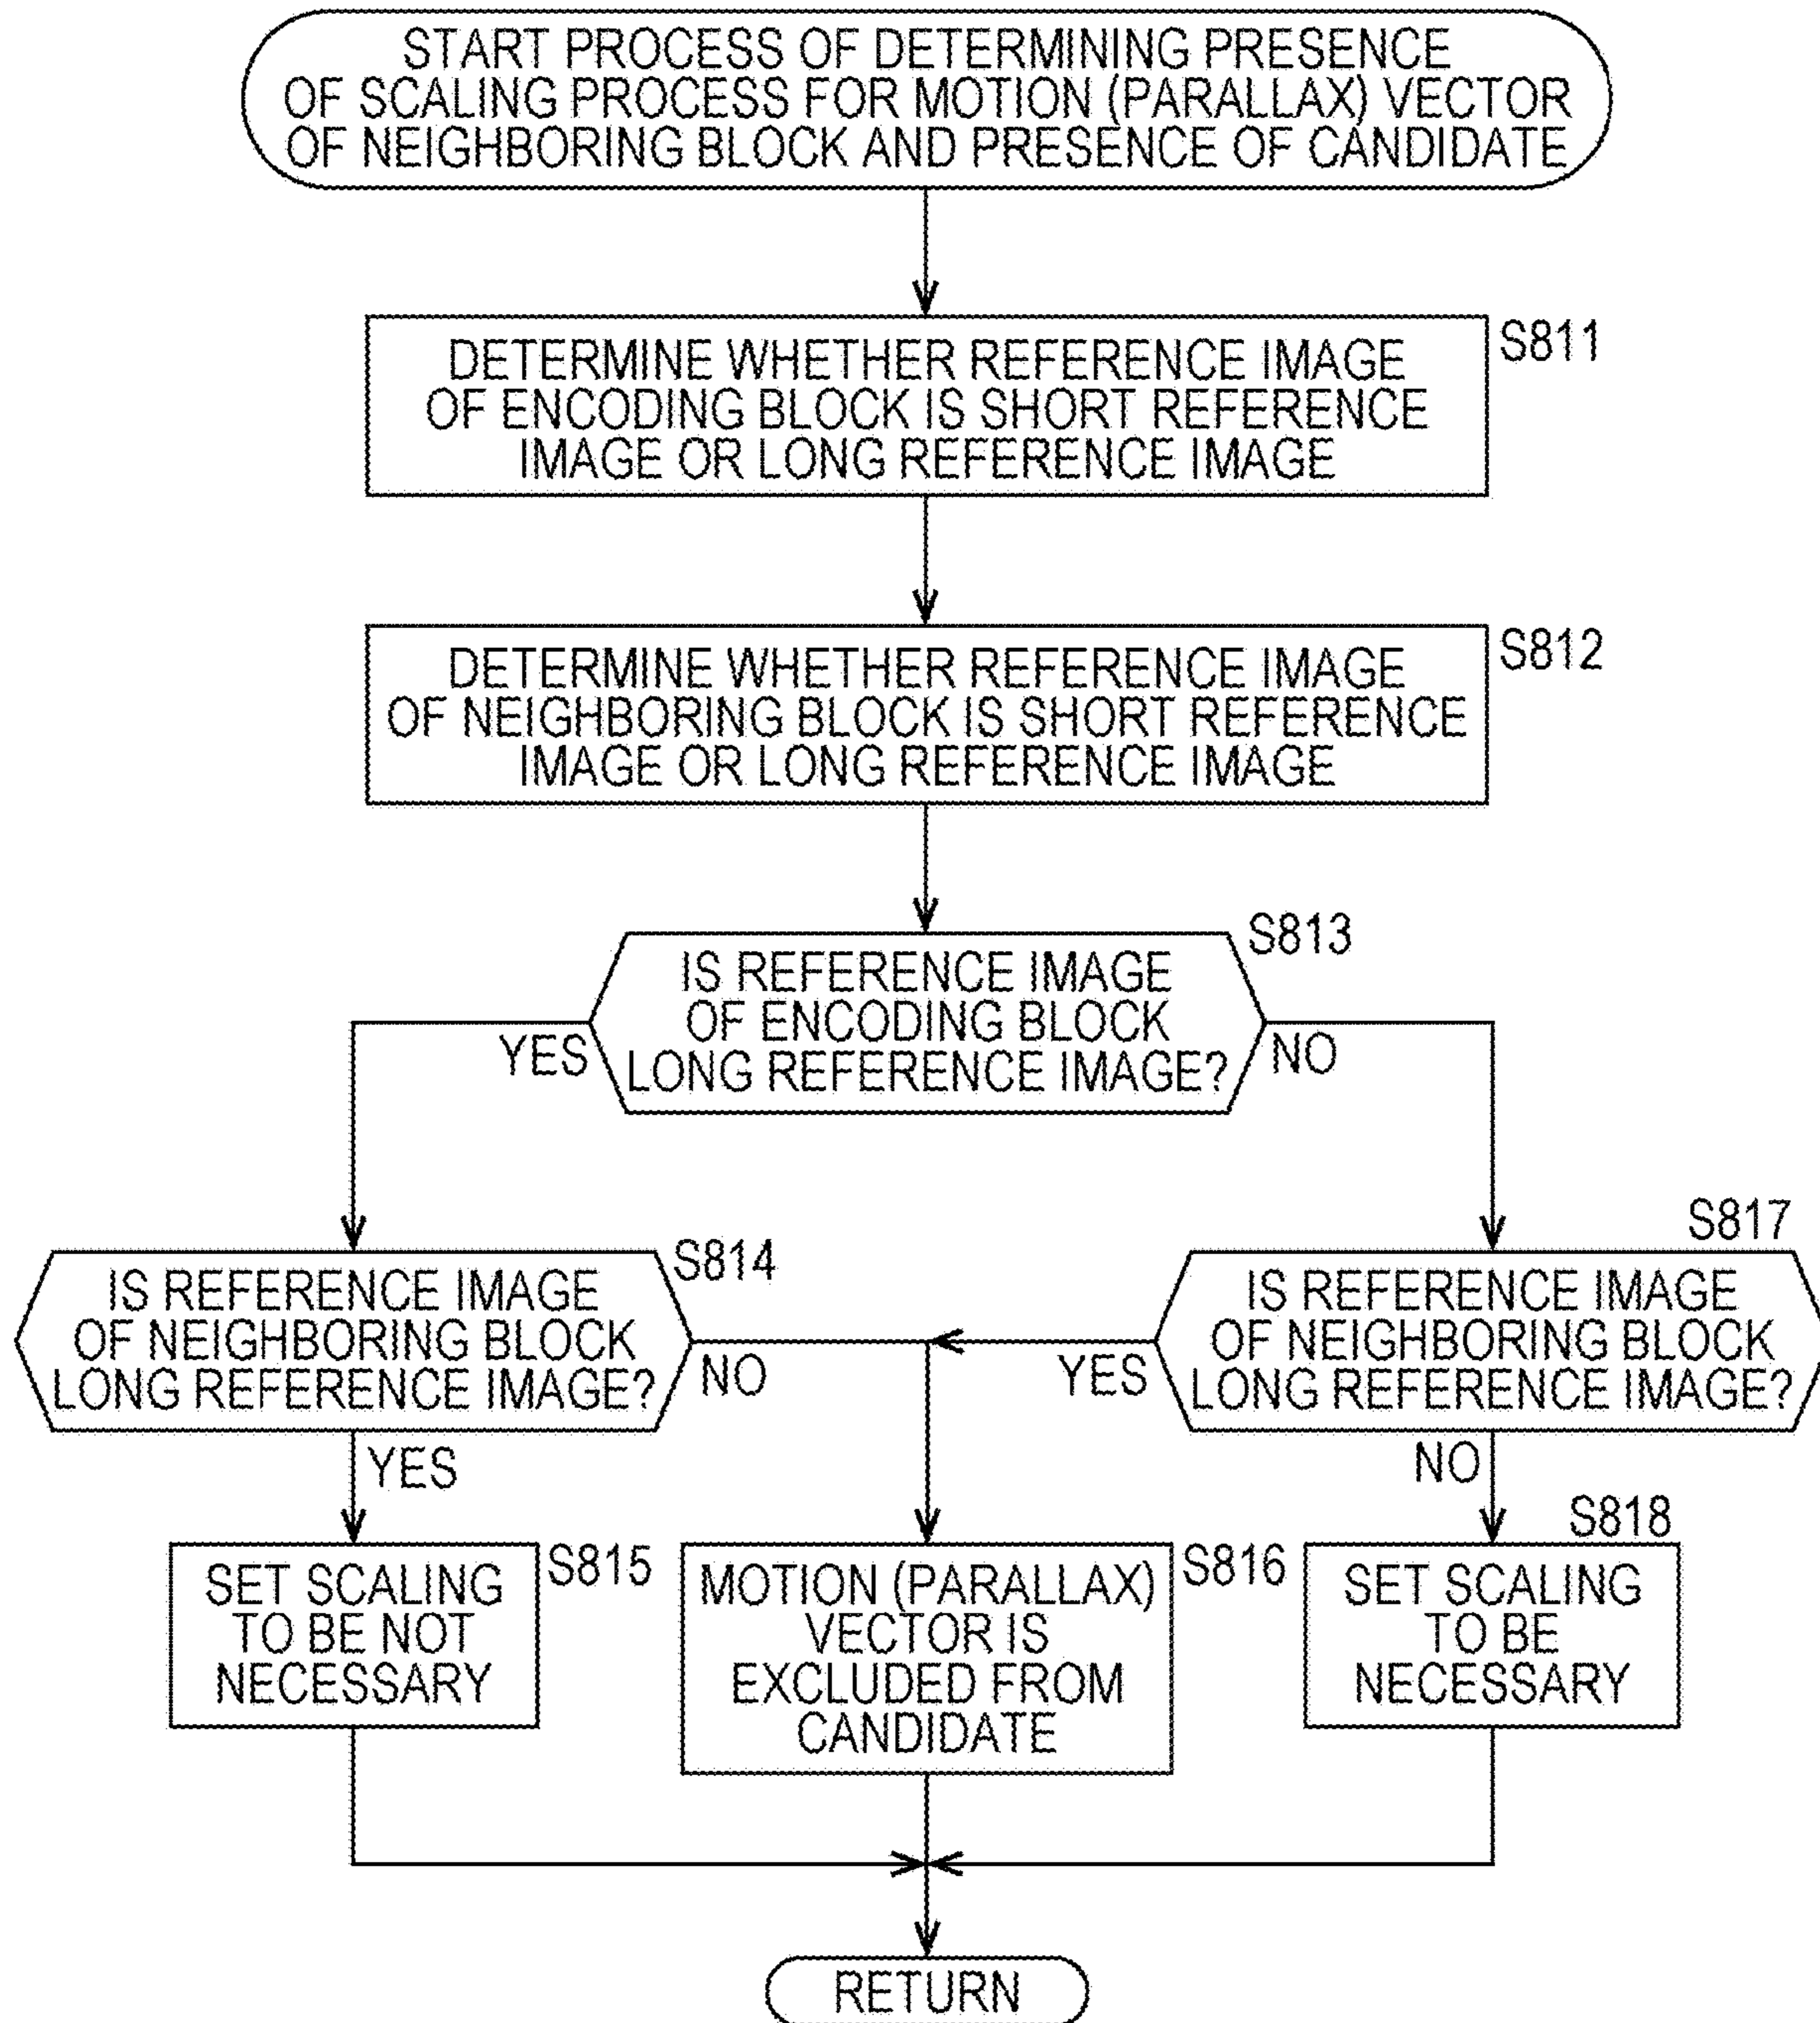 START PROCESS OF DETERMINING PRESENCE
OF SCALING PROCESS FOR MOTION (PARALLAX) VECTOR
OF NEIGHBORING BLOCK AND PRESENCE OF CANDIDATE
S811
DETERMINE WHETHER REFERENCE IMAGE
OF ENCODING BLOCK IS SHORT REFERENCE
IMAGE OR LONG REFERENCE IMAGE
S812
DETERMINE WHETHER REFERENCE IMAGE
OF NEIGHBORING BLOCK IS SHORT REFERENCE
IMAGE OR LONG REFERENCE IMAGE
S813
IS REFERENCE IMAGE
OF ENCODING BLOCK
LONG REFERENCE IMAGE?
YES
NO
S814
IS REFERENCE IMAGE
OF NEIGHBORING BLOCK
LONG REFERENCE IMAGE?
NO
YES
S817
IS REFERENCE IMAGE
OF NEIGHBORING BLOCK
LONG REFERENCE IMAGE?
YES
NO
S815
SET SCALING
TO BE NOT
NECESSARY
S816
MOTION (PARALLAX)
VECTOR IS
EXCLUDED FROM
CANDIDATE
S818
SET SCALING
TO BE
NECESSARY
RETURN